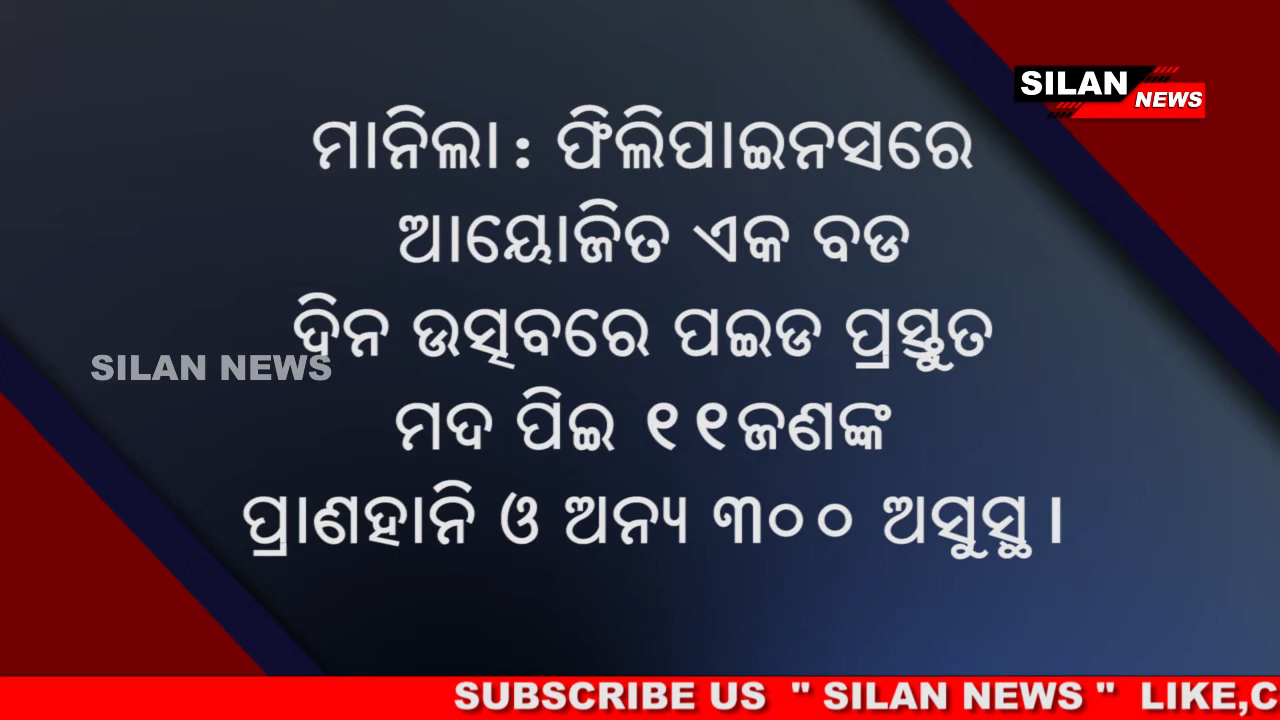 SILAN
NEWS
ମାନିଲା : ଫିଲିପାଇନସରେ
ଆୟୋଜିତ ଏକ ବଡ
ଦିନ ଉତ୍ସବରେ ପଇଡ ପ୍ରସ୍ତୁତ
SILAN NEWS
ମଦ ପିଇ ୧୧ଜଣଙ୍କ
ପ୍ରାଣହାନି ଓ ଅନ୍ୟ ୩୦୦ ଅସୁସ୍ଥ ।
SUBSCRIBE US " SILAN NEWS " LIKE,C